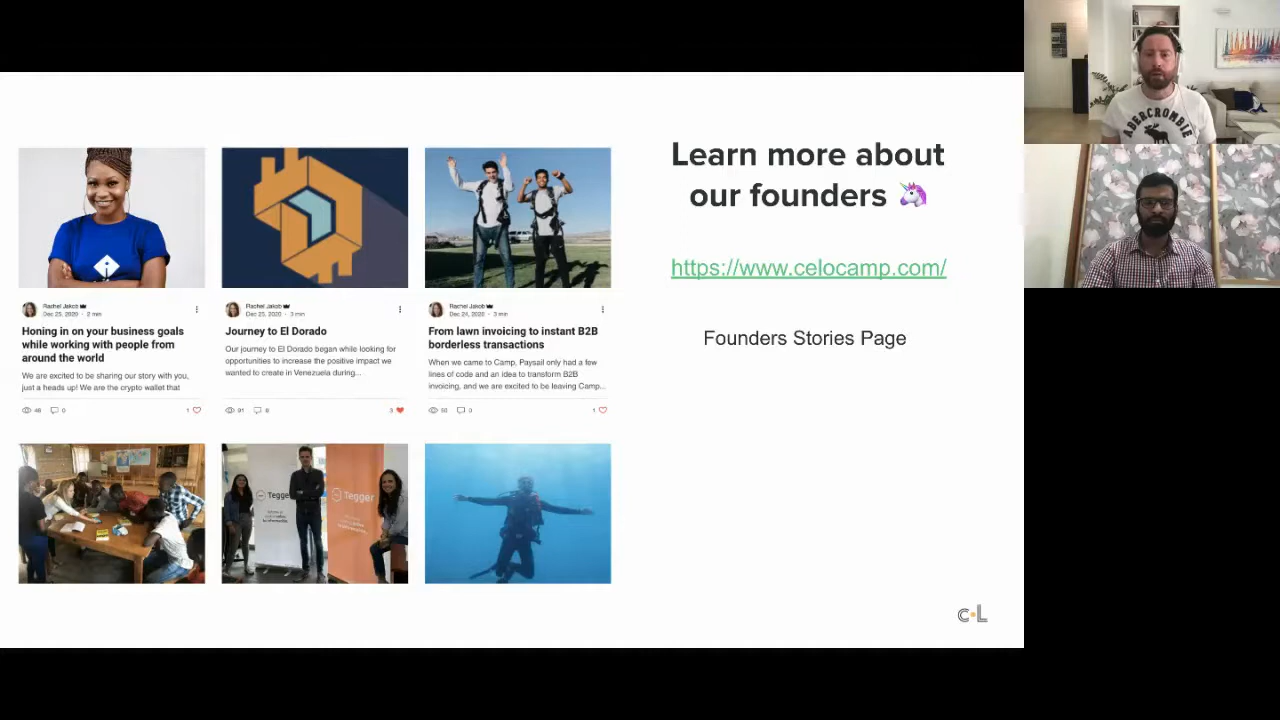 Learn more about
our founders
https://www.celocamp.com/
Founders Stories Page
Rachel Jakob
Dec 25, 2020 · 2 min
Honing in on your business goals
while working with people from
around the world
We are excited to be sharing our story with you,
just a heads up! We are the crypto wallet that
48
0
1
Rachel Jakob
Dec 25, 2020 · 3 min
Journey to El Dorado
Our journey to El Dorado began while looking for
opportunities to increase the positive impact we
wanted to create in Venezuela during...
91
3
Rachel Jakob
Dec 24, 2020 · 3 min
From lawn invoicing to instant B2B
borderless transactions
When we came to Camp, Paysail only had a few
lines of code and an idea to transform B2B
invoicing, and we are excited to be leaving Camp...
0
1
Tegger
Tegger
C·L
ABERCROMBIE